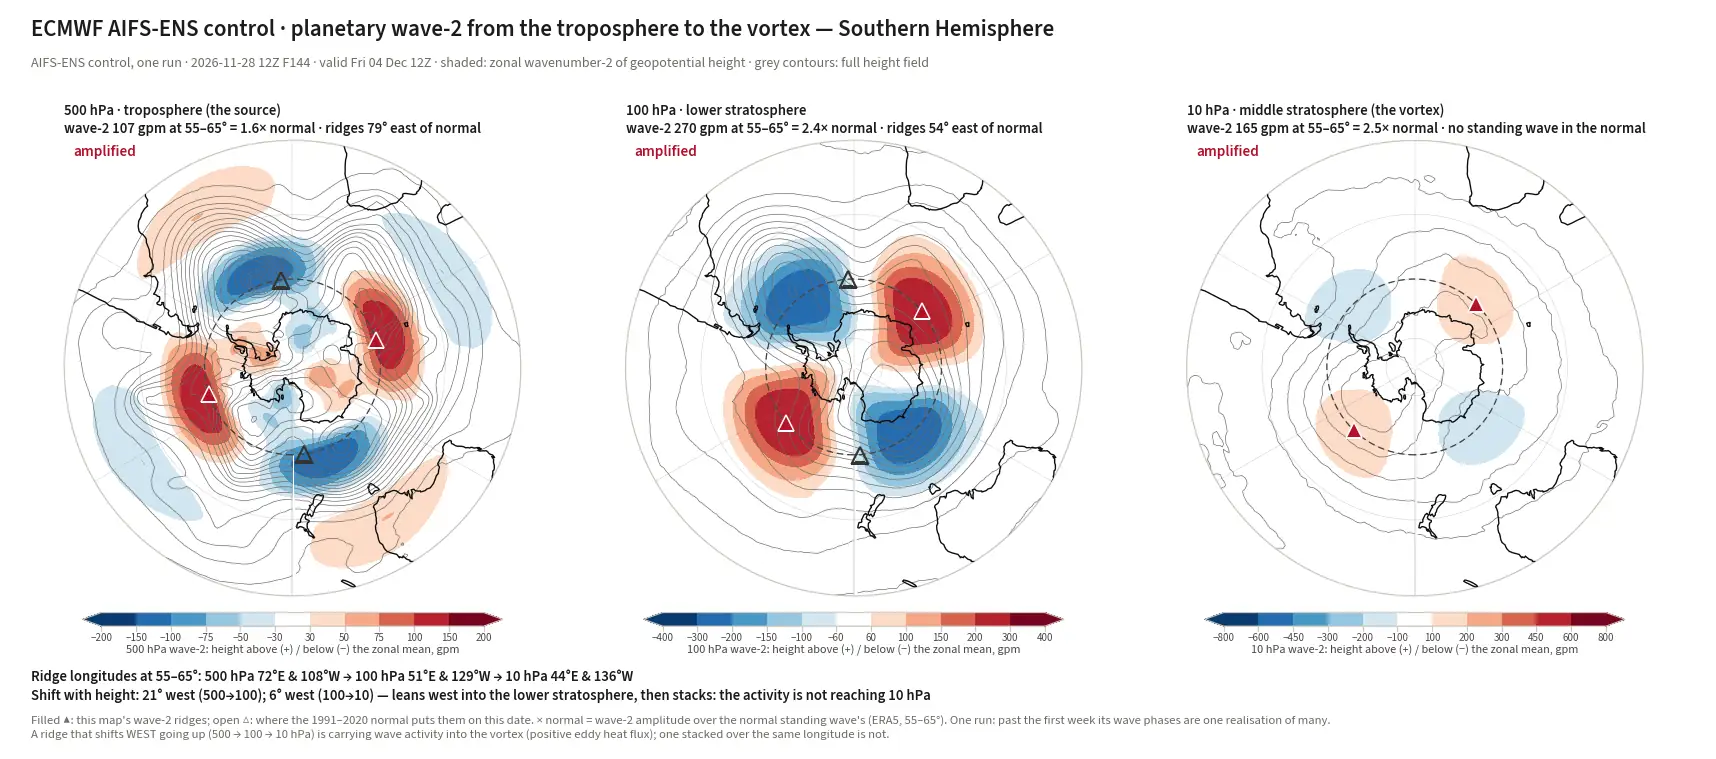 ECMWF AIFS-ENS control · planetary wave-2 from the troposphere to the vortex — Southern Hemisphere
AIFS-ENS control, one run · 2026-11-28 12Z F144 · valid Fri 04 Dec 12Z · shaded: zonal wavenumber-2 of geopotential height · grey contours: full height field
500 hPa · troposphere (the source)
wave-2 107 gpm at 55–65° = 1.6× normal · ridges 79° east of normal
amplified
100 hPa · lower stratosphere
wave-2 270 gpm at 55–65° = 2.4× normal · ridges 54° east of normal
amplified
10 hPa · middle stratosphere (the vortex)
wave-2 165 gpm at 55–65° = 2.5× normal · no standing wave in the normal
amplified
−200 −150 −100 −75 −50 −30 30 50 75 100 150 200
500 hPa wave-2: height above (+) / below (−) the zonal mean, gpm
−400 −300 −200 −150 −100 −60 60 100 150 200 300 400
100 hPa wave-2: height above (+) / below (−) the zonal mean, gpm
−800 −600 −450 −300 −200 −100 100 200 300 450 600 800
10 hPa wave-2: height above (+) / below (−) the zonal mean, gpm
Ridge longitudes at 55–65°: 500 hPa 72°E & 108°W → 100 hPa 51°E & 129°W → 10 hPa 44°E & 136°W
Shift with height: 21° west (500→100); 6° west (100→10) — leans west into the lower stratosphere, then stacks: the activity is not reaching 10 hPa
Filled ▲: this map's wave-2 ridges; open △: where the 1991–2020 normal puts them on this date. × normal = wave-2 amplitude over the normal standing wave's (ERA5, 55–65°). One run: past the first week its wave phases are one realisation of many.
A ridge that shifts WEST going up (500 → 100 → 10 hPa) is carrying wave activity into the vortex (positive eddy heat flux); one stacked over the same longitude is not.